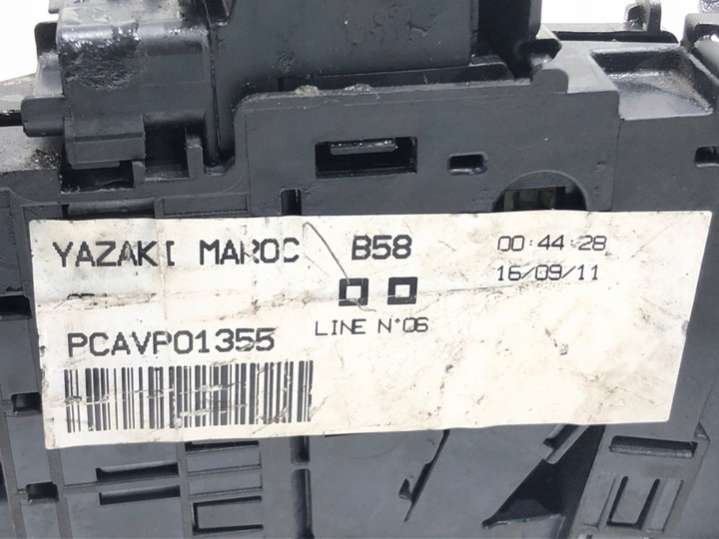 YAZAKI MAROC B58 00:44:28
16/09/11
LINE N°06
PCAVP01355